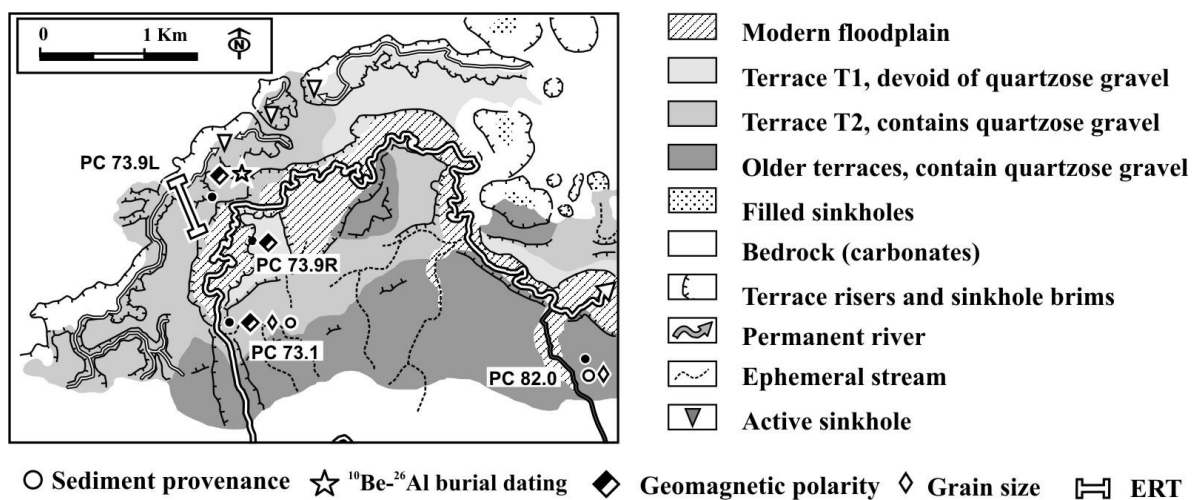 0 1 Km
N
PC 73.9L
PC 73.9R
PC 73.1
PC 82.0
Modern floodplain
Terrace T1, devoid of quartzose gravel
Terrace T2, contains quartzose gravel
Older terraces, contain quartzose gravel
Filled sinkholes
Bedrock (carbonates)
Terrace risers and sinkhole brims
Permanent river
Ephemeral stream
Active sinkhole
Sediment provenance ¹⁰Be-²⁶Al burial dating Geomagnetic polarity Grain size ERT